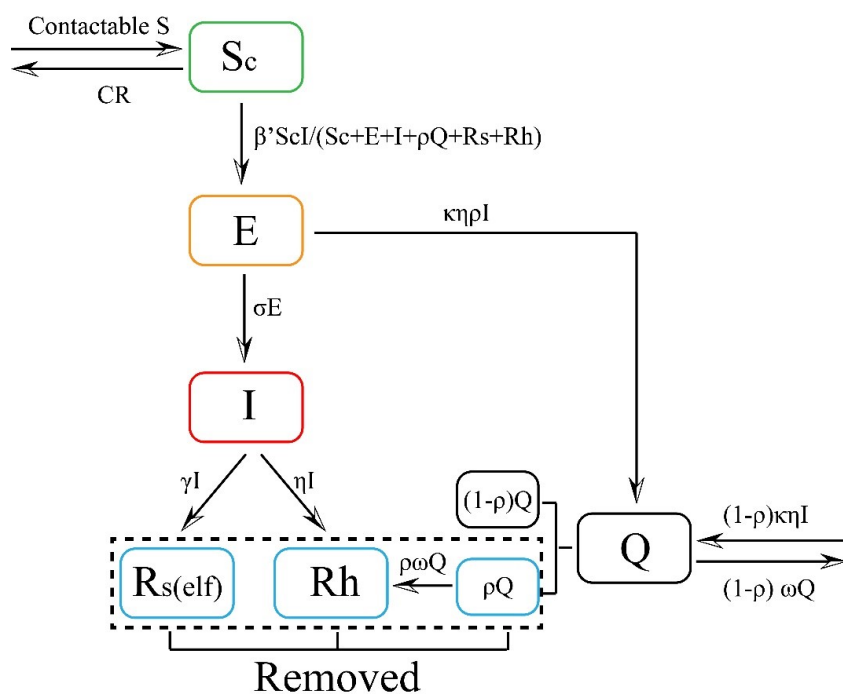 Contactable S
Sc
CR
β’ScI/(Sc+E+I+ρQ+Rs+Rh)
E
κηρI
σE
I
γI
ηI
(1-ρ)Q
Q
(1-ρ)κηI
(1-ρ) ωQ
Rs(elf)
Rh
ρωQ
ρQ
Removed